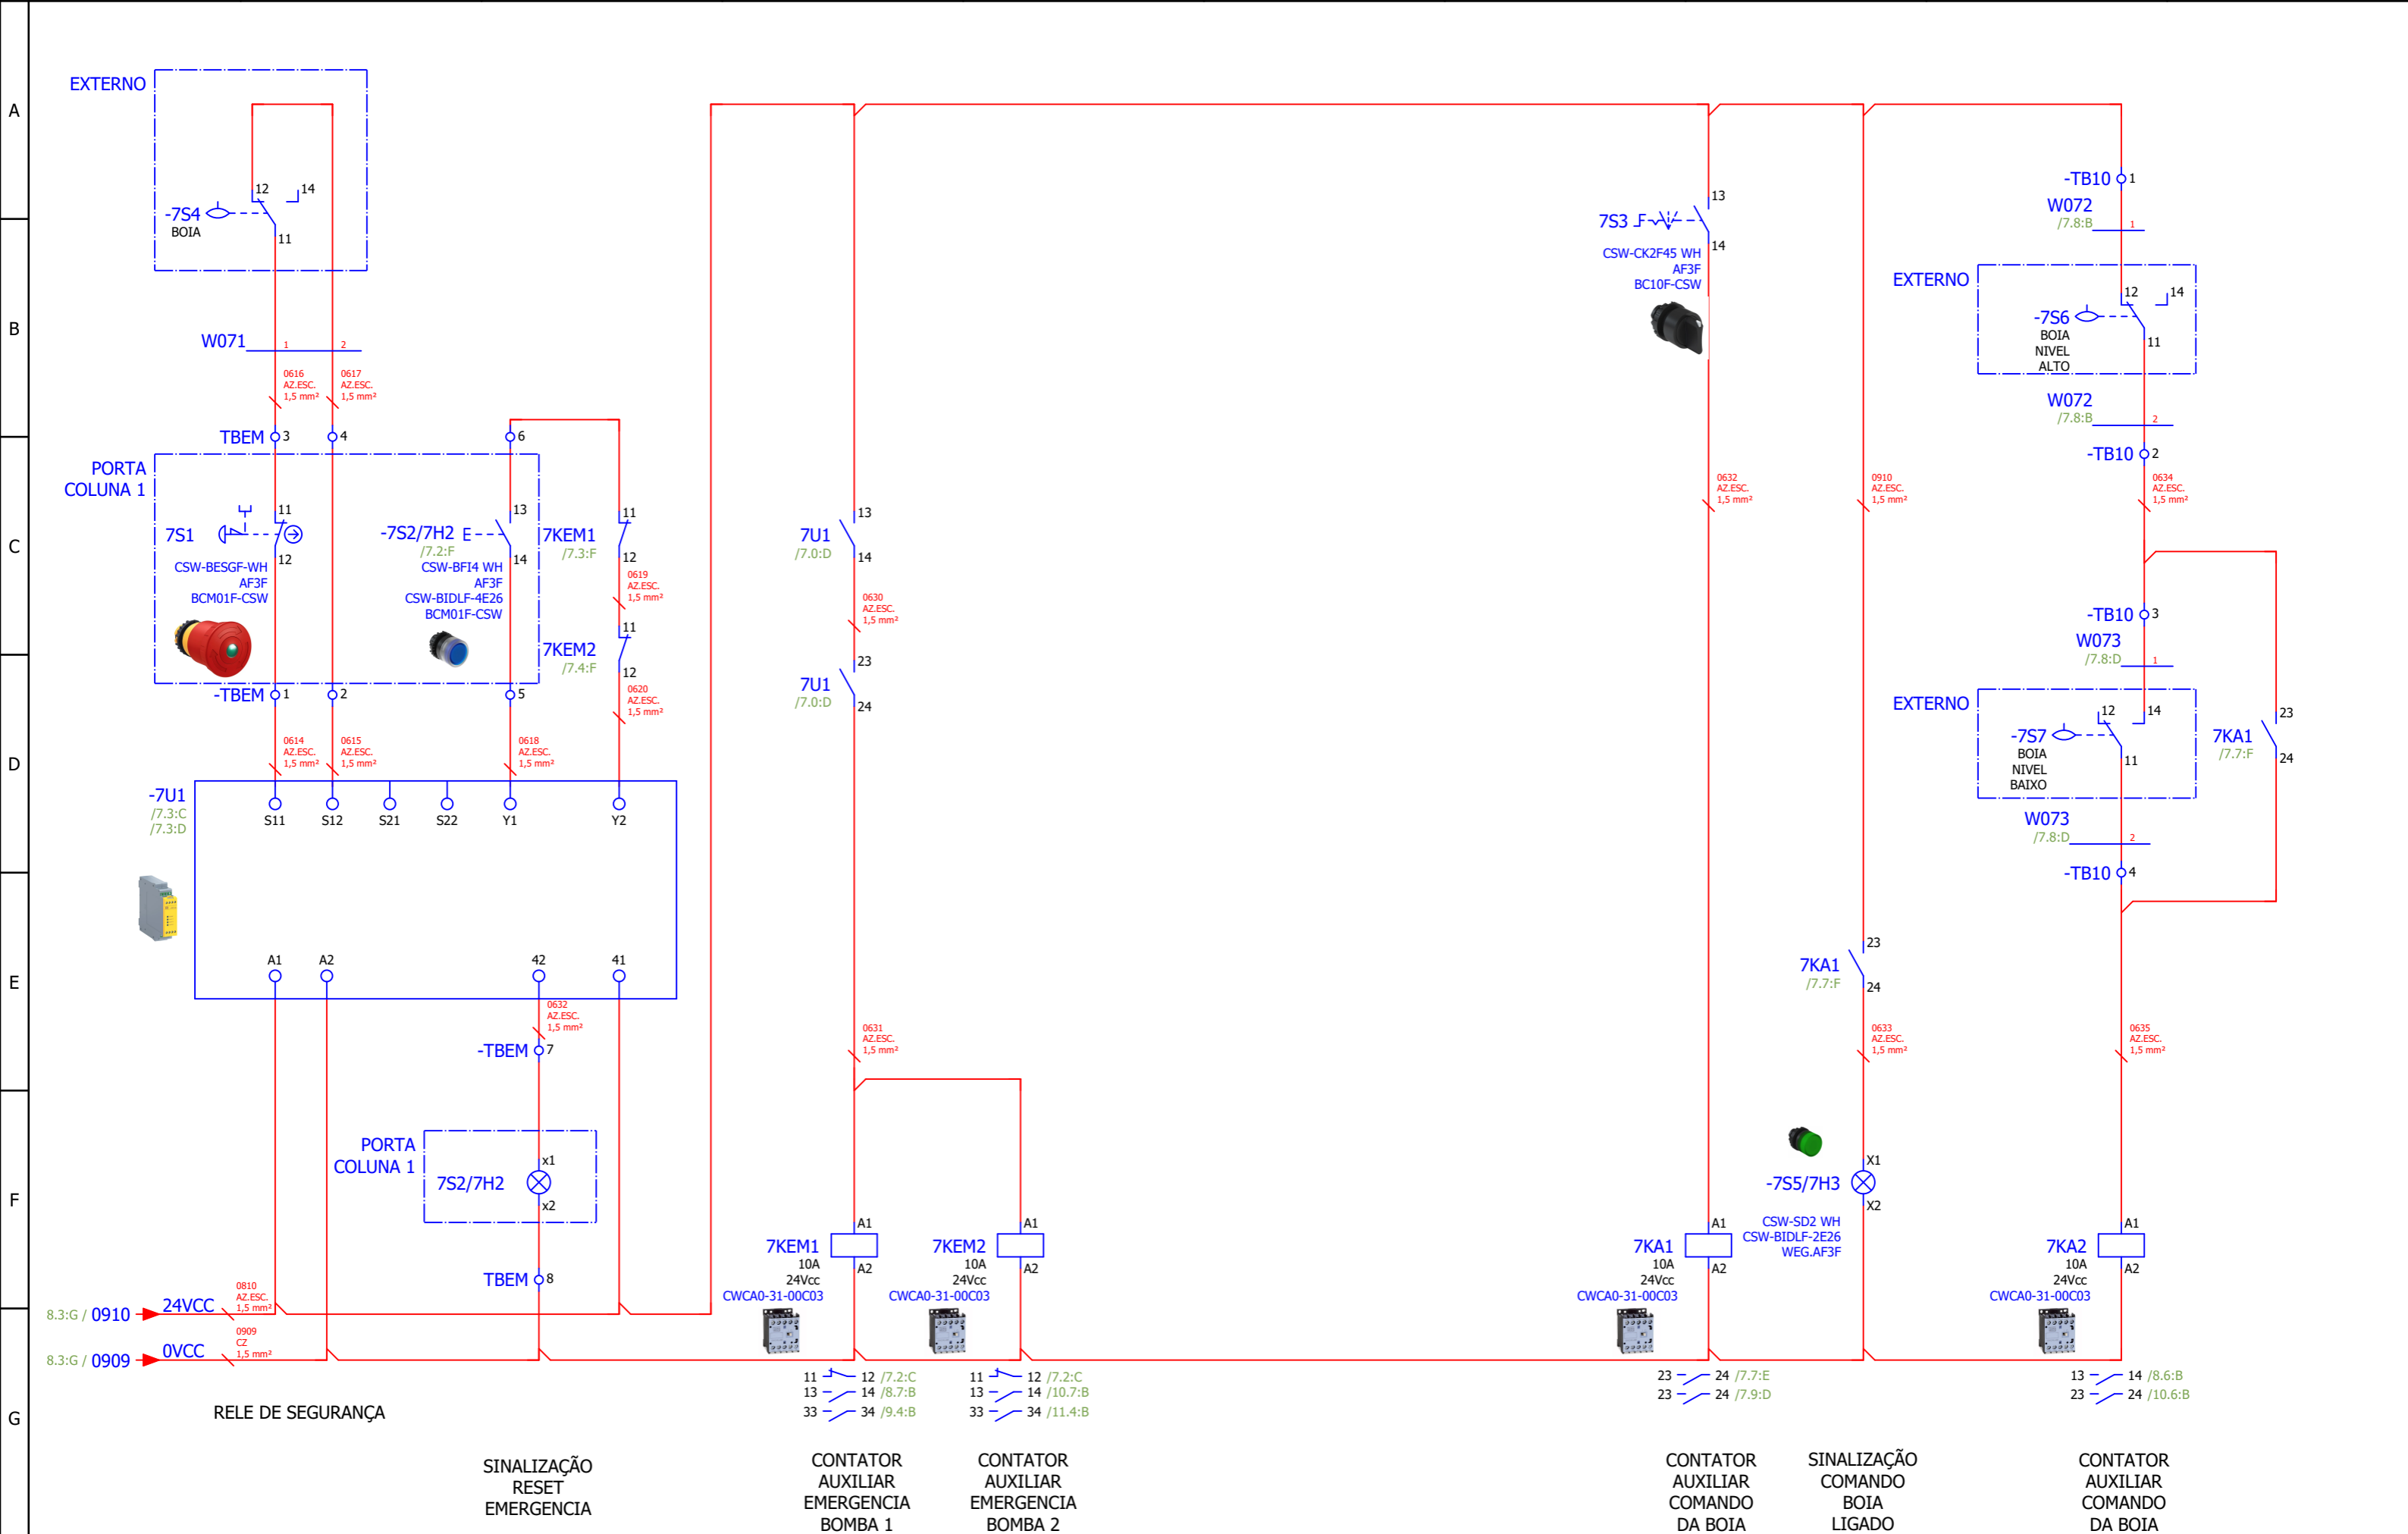 A
B
C
D
E
F
G
EXTERNO
12
14
-7S4
BOIA
11
W071
1
2
0616
AZ.ESC.
1,5 mm²
0617
AZ.ESC.
1,5 mm²
TBEM
3
4
6
PORTA
COLUNA 1
7S1
11
12
CSW-BESGF-WH
AF3F
BCM01F-CSW
-7S2/7H2
/7.2:F
13
14
CSW-BFI4 WH
AF3F
CSW-BIDLF-4E26
BCM01F-CSW
7KEM1
/7.3:F
11
12
0619
AZ.ESC.
1,5 mm²
7KEM2
/7.4:F
11
12
0620
AZ.ESC.
1,5 mm²
-TBEM
1
2
5
0614
AZ.ESC.
1,5 mm²
0615
AZ.ESC.
1,5 mm²
0618
AZ.ESC.
1,5 mm²
-7U1
/7.3:C
/7.3:D
S11
S12
S21
S22
Y1
Y2
A1
A2
42
41
0632
AZ.ESC.
1,5 mm²
-TBEM
7
PORTA
COLUNA 1
7S2/7H2
x1
x2
TBEM
8
8.3:G / 0910
24VCC
0810
AZ.ESC.
1,5 mm²
8.3:G / 0909
0VCC
0909
CZ
1,5 mm²
RELE DE SEGURANÇA
SINALIZAÇÃO
RESET
EMERGENCIA
7U1
/7.0:D
13
14
0630
AZ.ESC.
1,5 mm²
7U1
/7.0:D
23
24
0631
AZ.ESC.
1,5 mm²
7KEM1
10A
24Vcc
CWCA0-31-00C03
A1
A2
11 12 /7.2:C
13 14 /8.7:B
33 34 /9.4:B
CONTATOR
AUXILIAR
EMERGENCIA
BOMBA 1
7KEM2
10A
24Vcc
CWCA0-31-00C03
A1
A2
11 12 /7.2:C
13 14 /10.7:B
33 34 /11.4:B
CONTATOR
AUXILIAR
EMERGENCIA
BOMBA 2
7S3
13
14
CSW-CK2F45 WH
AF3F
BC10F-CSW
0632
AZ.ESC.
1,5 mm²
7KA1
10A
24Vcc
CWCA0-31-00C03
A1
A2
23 24 /7.7:E
23 24 /7.9:D
CONTATOR
AUXILIAR
COMANDO
DA BOIA
0910
AZ.ESC.
1,5 mm²
7KA1
/7.7:F
23
24
0633
AZ.ESC.
1,5 mm²
-7S5/7H3
X1
X2
CSW-SD2 WH
CSW-BIDLF-2E26
WEG.AF3F
SINALIZAÇÃO
COMANDO
BOIA
LIGADO
-TB10
1
W072
/7.8:B
1
EXTERNO
12
14
-7S6
BOIA
NIVEL
ALTO
11
W072
/7.8:B
2
-TB10
2
0634
AZ.ESC.
1,5 mm²
-TB10
3
W073
/7.8:D
1
EXTERNO
12
14
-7S7
BOIA
NIVEL
BAIXO
11
7KA1
/7.7:F
23
24
W073
/7.8:D
2
-TB10
4
0635
AZ.ESC.
1,5 mm²
7KA2
10A
24Vcc
CWCA0-31-00C03
A1
A2
13 14 /8.6:B
23 24 /10.6:B
CONTATOR
AUXILIAR
COMANDO
DA BOIA